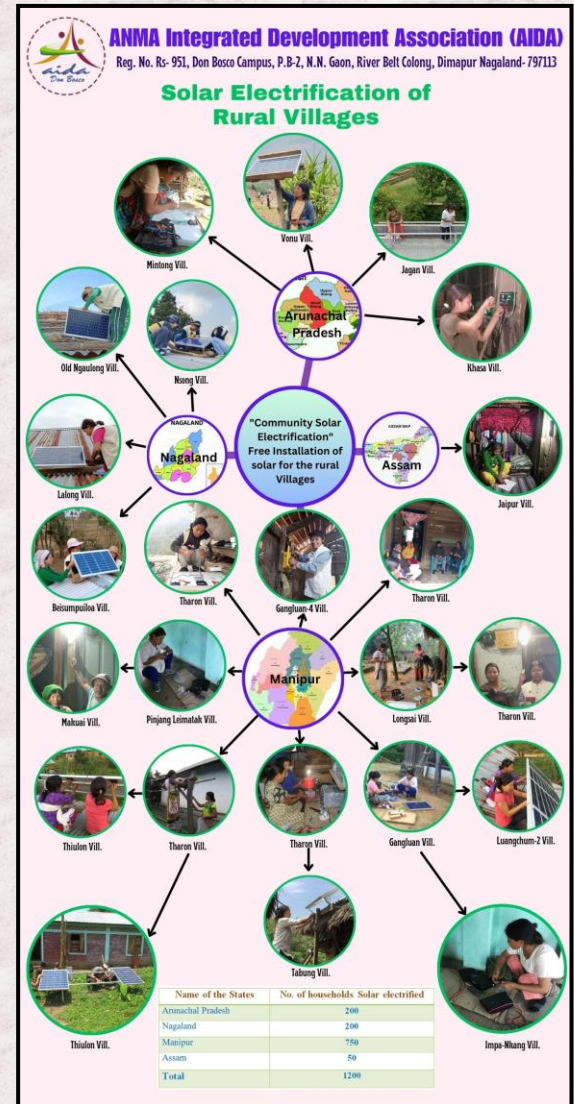 aida
Don Bosco
ANMA Integrated Development Association (AIDA)
Reg. No. Rs- 951, Don Bosco Campus, P.B-2, N.N. Gaon, River Belt Colony, Dimapur Nagaland- 797113
Solar Electrification of
Rural Villages
Mintong Vill.
Vonu Vill.
Jagan Vill.
Khasa Vill.
Arunachal
Pradesh
Old Ngaulong Vill.
Nsong Vill.
NAGALAND
Nagaland
"Community Solar
Electrification"
Free Installation of
solar for the rural
Villages
ASSAM MAP
Assam
Lalong Vill.
Jaipur Vill.
Beisumpuiloa Vill.
Tharon Vill.
Gangluan-4 Vill.
Tharon Vill.
Manipur
Makuai Vill.
Pinjang Leimatak Vill.
Longsai Vill.
Tharon Vill.
Thiulon Vill.
Tharon Vill.
Tharon Vill.
Gangluan Vill.
Luangchum-2 Vill.
Tabung Vill.
Thiulon Vill.
Impa-Nkang Vill.
Name of the States No. of households Solar electrified
Arunachal Pradesh 200
Nagaland 200
Manipur 750
Assam 50
Total 1200